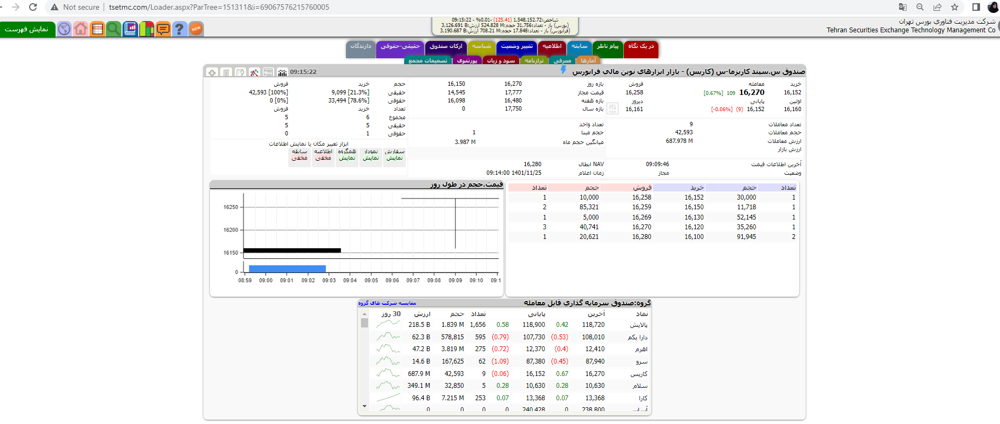 Not secure | tsetmc.com/Loader.aspx?ParTree=151311&i=69067576215760005
شرکت مدیریت فناوری بورس تهران
Tehran Securities Exchange Technology Management Co
نمایش فهرست
NEW
شاخص:1,548,152.72 (125.41) -0.01% - 09:15:22
(بورس) باز - تعداد:31,756 حجم:524.828 M ارزش:3,126.691 B
(فرابورس) باز - تعداد:17,848 حجم:708.21 M ارزش:3,190.687 B
در یک نگاه پیام ناظر سابقه اطلاعیه تغییر وضعیت شناسه ارکان صندوق حقیقی-حقوقی دارندگان
آمارها معرفی ترازنامه سود و زیان پورتفوی تصمیمات مجمع
صندوق س.سپند کاریزما-س (کاریس) - بازار ابزارهاي نوین مالي فرابورس
09:15:22
خرید معامله فروش
16,152 16,270 109 [0.67%] 16,258
اولین پایانی دیروز
16,160 16,152 (9) [-0.06%] 16,161
بازه روز 16,270 16,150
قیمت مجاز 17,777 14,545
بازه هفته 16,480 16,098
بازه سال 17,750 0
حجم خرید فروش
حقیقی 9,099 [21.3%] 42,593 [100%]
حقوقی 33,494 [78.6%] 0 [0%]
تعداد خرید فروش
مجموع 6 5
حقیقی 5 5
حقوقی 1 0
تعداد معاملات 9
حجم معاملات 42,593
ارزش معاملات 687.978 M
ارزش بازار
تعداد واحد
حجم مبنا 1
میانگین حجم ماه 3.987 M
آخرین اطلاعات قیمت 09:09:46
وضعیت مجاز
NAV ابطال 16,280
زمان اعلام 1401/11/25 09:14:00
ابزار تغییر مکان یا نمایش اطلاعات
سفارش نمودار همگروه اطلاعیه سابقه
نمایش نمایش نمایش مخفی مخفی
تعداد حجم خرید فروش حجم تعداد
1 30,000 16,152 16,258 10,000 1
1 11,718 16,150 16,259 85,321 2
1 52,145 16,130 16,269 5,000 1
1 35,260 16,120 16,270 40,741 3
2 91,945 16,100 16,280 20,621 1
قیمت،حجم در طول روز
16250
16200
16150
0
08:59 09:00 09:01 09:02 09:03 09:04 09:05 09:06 09:07 09:08 09:09 09:10 09:1
گروه:صندوق سرمایه گذاري قابل معامله
مقایسه شرکت های گروه
نماد آخرین پایانی تعداد حجم ارزش 30 روز
پالایش 118,720 0.42 118,900 0.58 1,656 1.839 M 218.5 B
دارا یکم 108,010 (0.53) 107,730 (0.79) 595 578,815 62.3 B
اهرم 12,410 (0.4) 12,370 (0.72) 275 3.819 M 47.2 B
سرو 87,940 (0.45) 87,380 (1.09) 62 167,625 14.6 B
کاریس 16,270 0.67 16,152 (0.06) 9 42,593 687.9 M
سلام 10,630 0.28 10,630 0.28 5 32,850 349.1 M
کارا 13,368 0.07 13,368 0.07 253 7.215 M 96.4 B
آساس 238,800 0 240,428 0 0 0 0